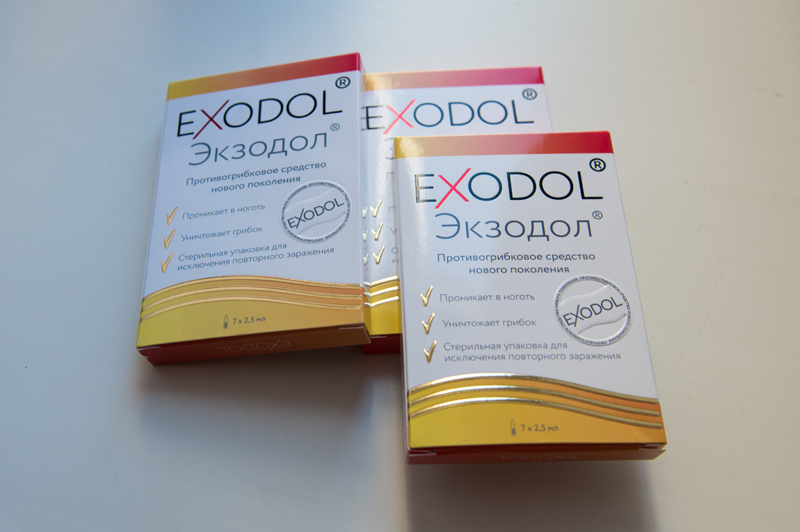 EXODOL®
Экзодол®
Противогрибковое средство
нового поколения
Проникает в ноготь
Уничтожает грибок
Стерильная упаковка для
исключения повторного заражения
EXODOL
7 x 2,5 мл
EXODOL
EXODOL®
EXODOL®
Экзодол®
Противогрибковое средство
нового поколения
Проникает в ноготь
Уничтожает грибок
Стерильная упаковка для
исключения повторного заражения
EXODOL
7 x 2,5 мл
EXODOL